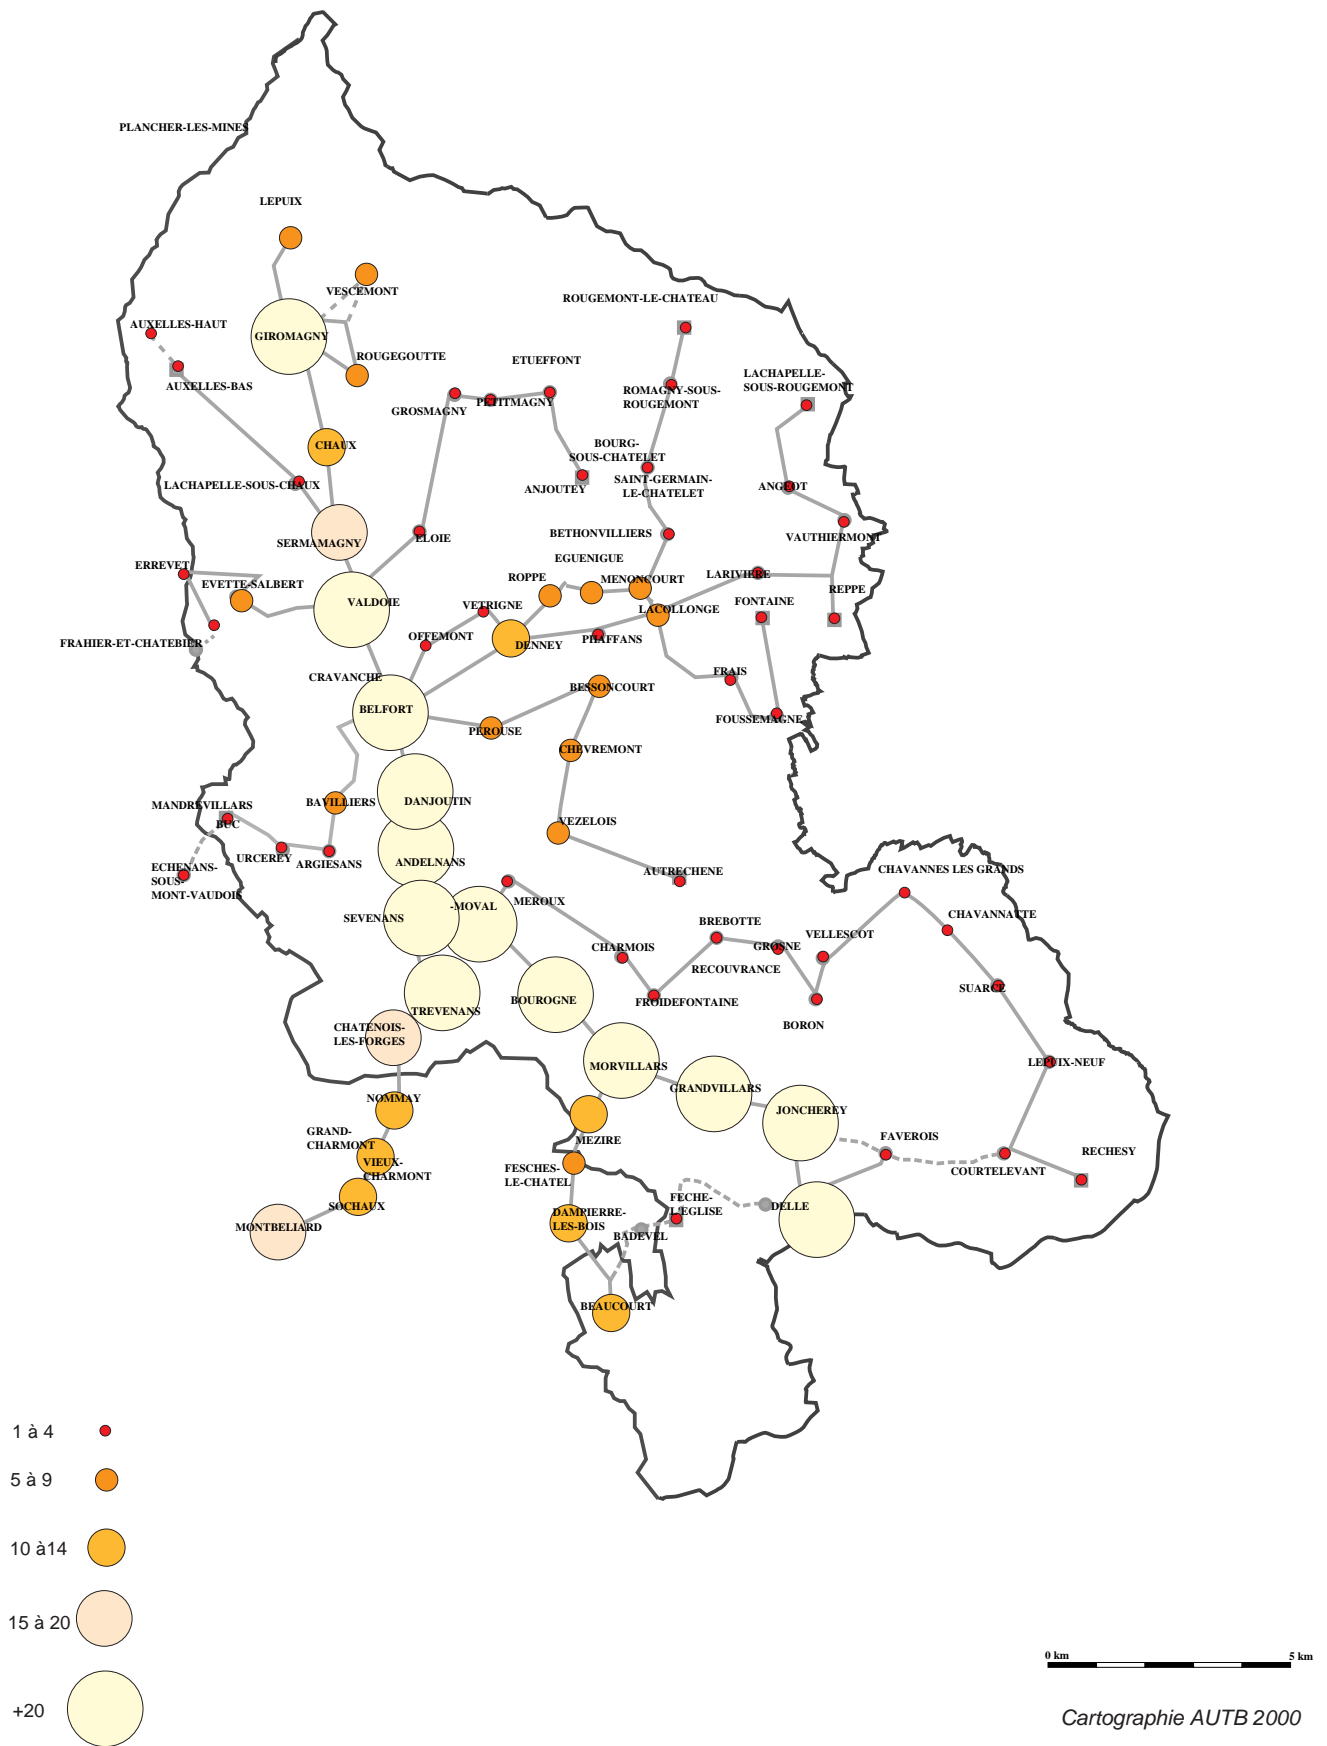 PLANCHER-LES-MINES
LEPUIX
VESCEMONT
ROUGEMONT-LE-CHATEAU
AUXELLES-HAUT
GIROMAGNY
ROUGEGOUTTE
ETUEFFONT
LACHAPELLE-
SOUS-ROUGEMONT
AUXELLES-BAS
GROSMAGNY
PETITMAGNY
ROMAGNY-SOUS-
ROUGEMONT
CHAUX
BOURG-
SOUS-CHATELET
LACHAPELLE-SOUS-CHAUX
ANJOUTEY
SAINT-GERMAIN-
LE-CHATELET
ANGEOT
SERMAMAGNY
ELOIE
BETHONVILLIERS
VAUTHIERMONT
ERREVET
EVETTE-SALBERT
VALDOIE
ROPPE
EGUENIGUE
MENONCOURT
LARIVIERE
REPPE
VETRIGNE
LACOLLONGE
FONTAINE
FRAHIER-ET-CHATEBIER
OFFEMONT
DENNEY
PHAFFANS
CRAVANCHE
FRAIS
BELFORT
BESSONCOURT
FOUSSEMAGNE
PEROUSE
CHEVREMONT
MANDREVILLARS
BUC
BAVILLIERS
DANJOUTIN
VEZELOIS
URCEREY
ARGIESANS
ANDELNANS
ECHENANS-
SOUS-
MONT-VAUDOIS
AUTRECHENE
CHAVANNES LES GRANDS
SEVENANS
-MOVAL
MEROUX
CHAVANNATTE
BREBOTTE
VELLESCOT
CHARMOIS
GROSNE
RECOUVRANCE
SUARCE
TREVENANS
BOUROGNE
FROIDEFONTAINE
BORON
CHATENOIS-
LES-FORGES
MORVILLARS
LEPUIX-NEUF
GRANDVILLARS
NOMMAY
JONCHEREY
GRAND-
CHARMONT
MEZIRE
FAVEROIS
VIEUX-
CHARMONT
FESCHES-
LE-CHATEL
COURTELEVANT
RECHESY
SOCHAUX
MONTBELIARD
DAMPIERRE-
LES-BOIS
FECHE-
L'EGLISE
DELLE
BADEVEL
BEAUCOURT
1 à 4
5 à 9
10 à14
15 à 20
+20
0 km 5 km
Cartographie AUTB 2000